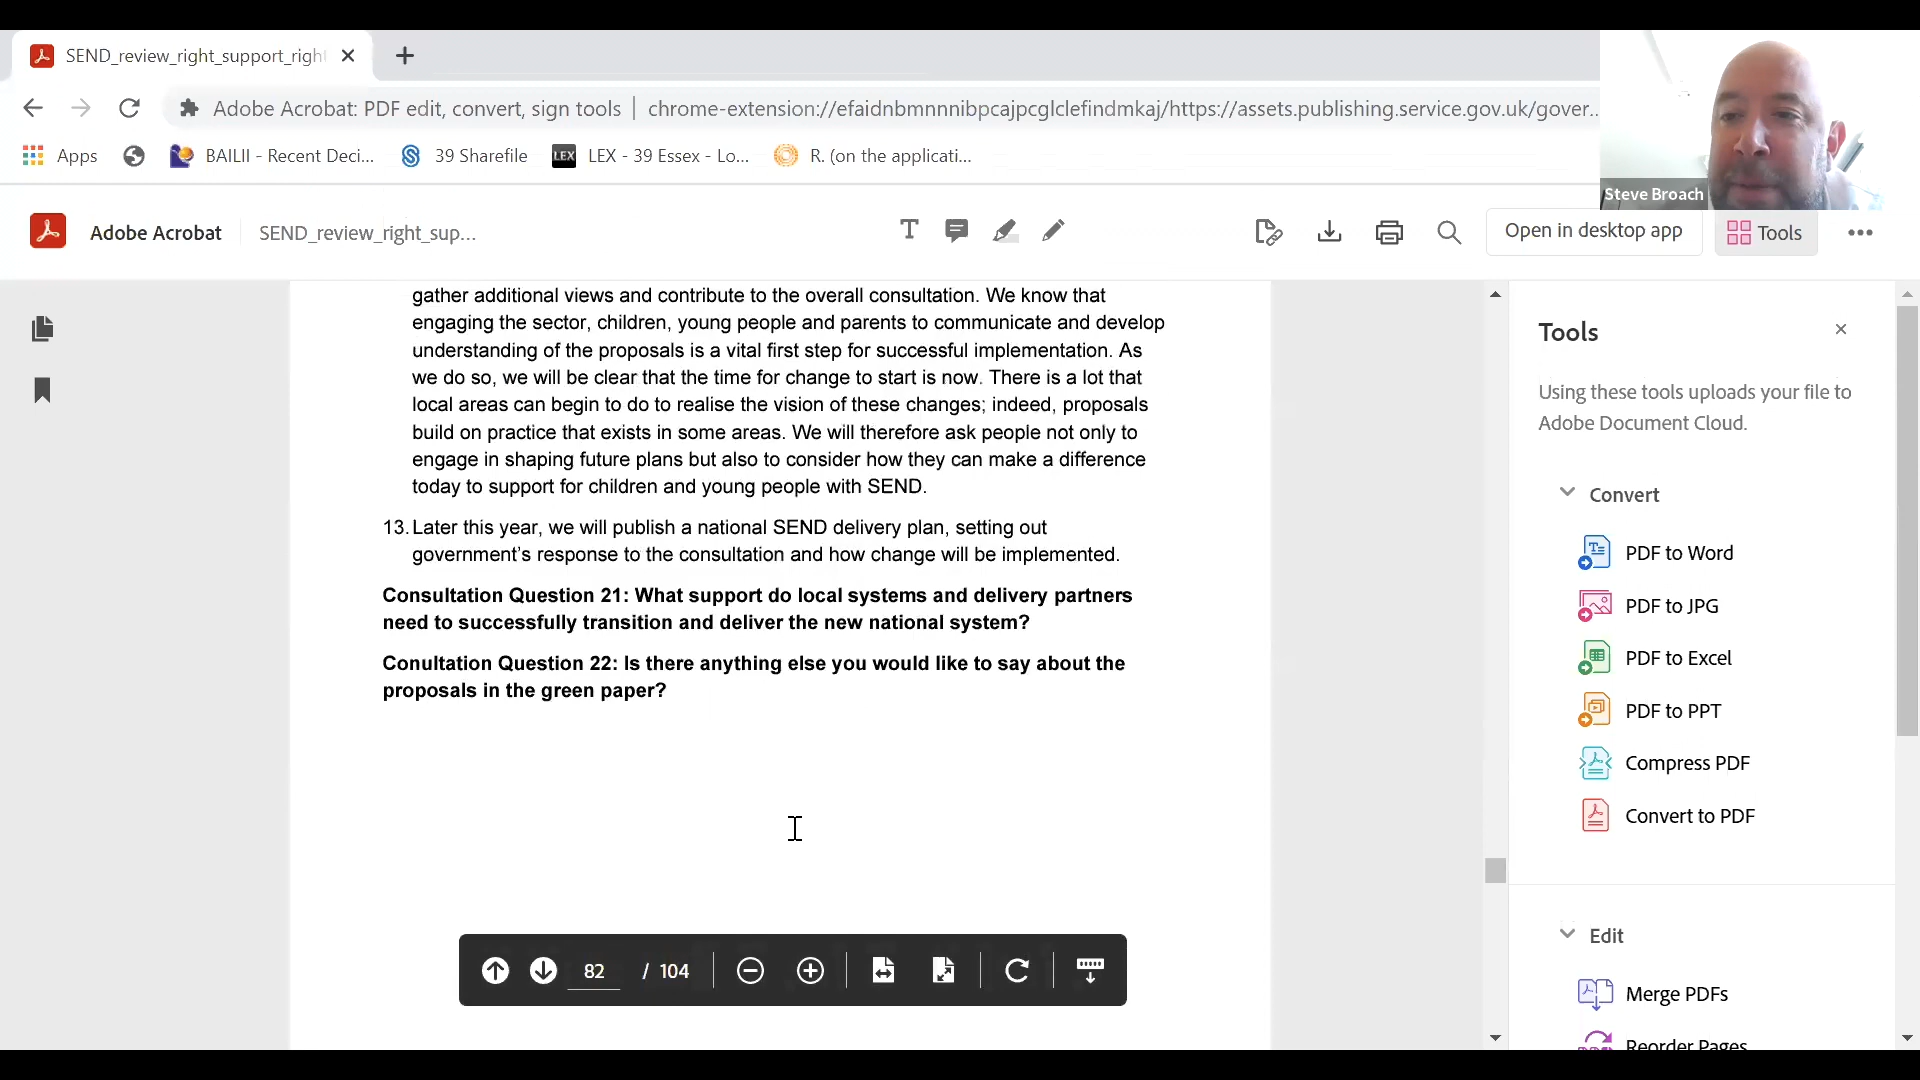 SEND_review_right_support_right
Adobe Acrobat: PDF edit, convert, sign tools | chrome-extension://efaidnbmnnnibpcajpcglclefindmkaj/https://assets.publishing.service.gov.uk/gover...
Apps
BAILII - Recent Deci...
39 Sharefile
LEX
LEX - 39 Essex - Lo...
R. (on the applicati...
Steve Broach
Adobe Acrobat
SEND_review_right_sup...
Open in desktop app
Tools
gather additional views and contribute to the overall consultation. We know that
engaging the sector, children, young people and parents to communicate and develop
understanding of the proposals is a vital first step for successful implementation. As
we do so, we will be clear that the time for change to start is now. There is a lot that
local areas can begin to do to realise the vision of these changes; indeed, proposals
build on practice that exists in some areas. We will therefore ask people not only to
engage in shaping future plans but also to consider how they can make a difference
today to support for children and young people with SEND.
13. Later this year, we will publish a national SEND delivery plan, setting out
government's response to the consultation and how change will be implemented.
Consultation Question 21: What support do local systems and delivery partners
need to successfully transition and deliver the new national system?
Conultation Question 22: Is there anything else you would like to say about the
proposals in the green paper?
82 / 104
Tools
Using these tools uploads your file to
Adobe Document Cloud.
Convert
PDF to Word
PDF to JPG
PDF to Excel
PDF to PPT
Compress PDF
Convert to PDF
Edit
Merge PDFs
Reorder Pages